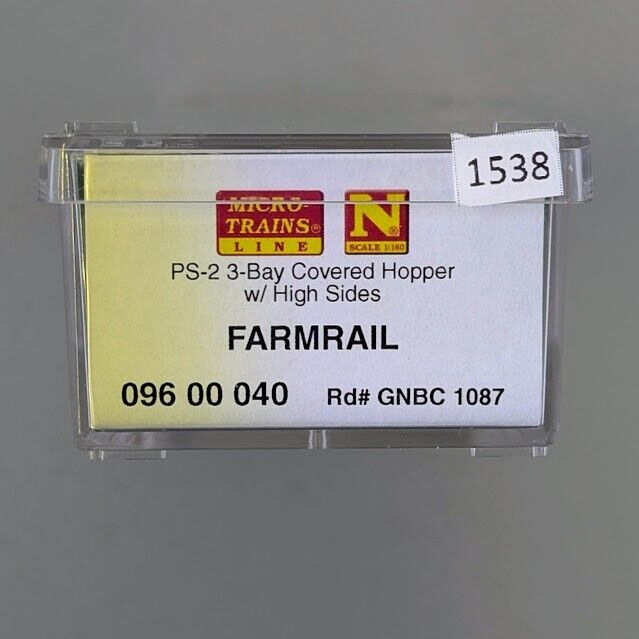 1538
MICRO-
TRAINS®
LINE
N®
SCALE 1:160
PS-2 3-Bay Covered Hopper
w/ High Sides
FARMRAIL
096 00 040 Rd# GNBC 1087